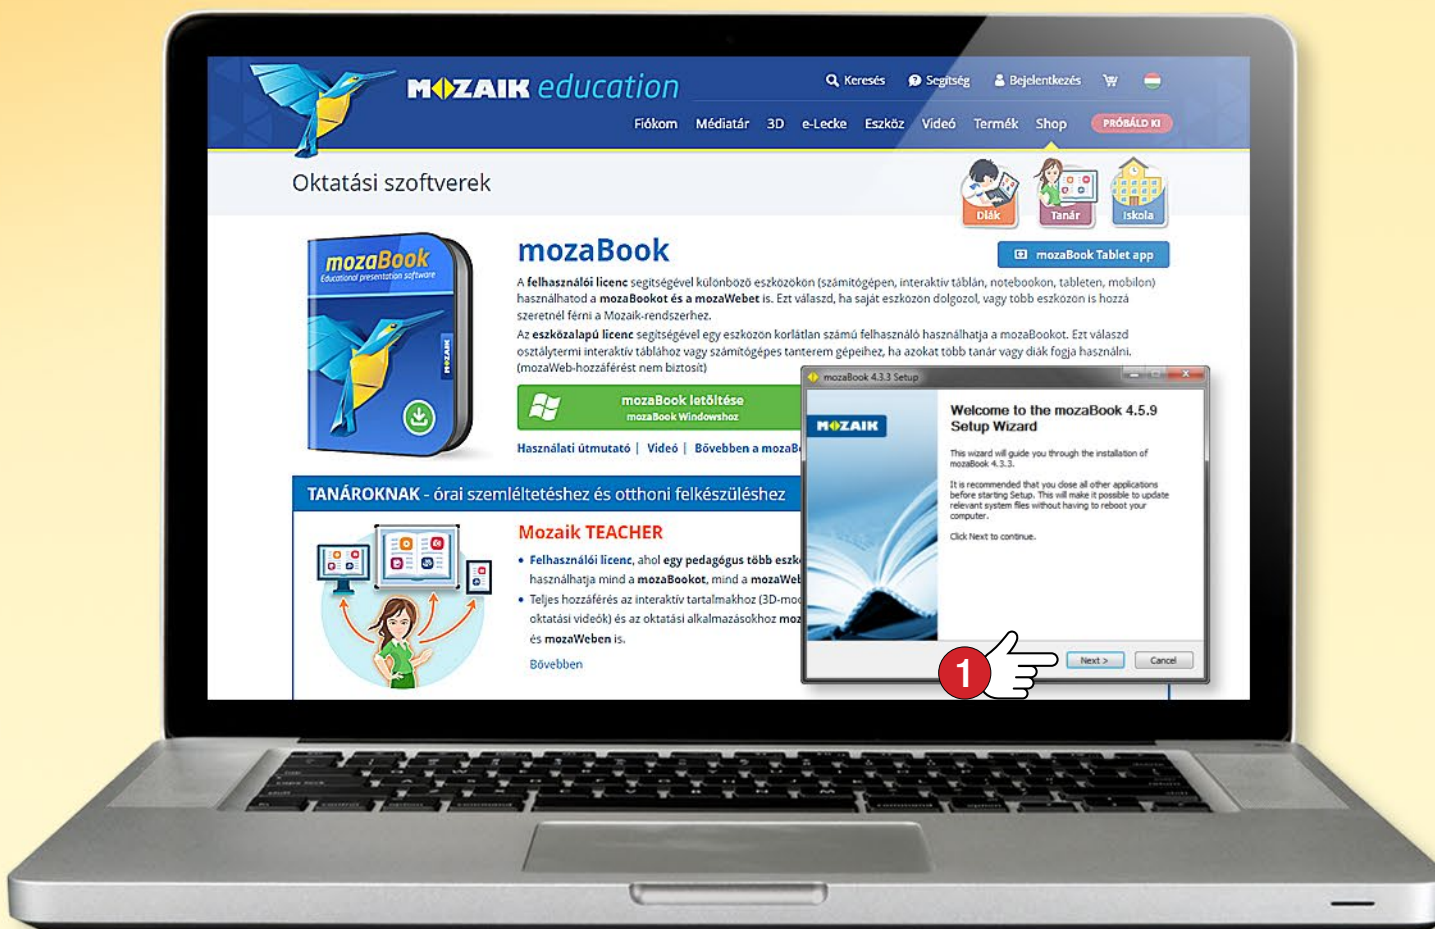 MOZAIK education
Keresés Segítség Bejelentkezés
Fiókom Médiatár 3D e-Lecke Eszköz Videó Termék Shop PRÓBÁLD KI
Oktatási szoftverek
Diák Tanár Iskola
mozaBook
Educational presentation software
MOZAIK
mozaBook
mozaBook Tablet app
A felhasználói licenc segítségével különböző eszközökön (számítógépen, interaktív táblán, notebookon, tableten, mobilon)
használhatod a mozaBookot és a mozaWebet is. Ezt válaszd, ha saját eszközön dolgozol, vagy több eszközön is hozzá
szeretnél férni a Mozaik-rendszerhez.
Az eszközalapú licenc segítségével egy eszközön korlátlan számú felhasználó használhatja a mozaBookot. Ezt válaszd
osztálytermi interaktív táblához vagy számítógépes tanterem gépeihez, ha azokat több tanár vagy diák fogja használni.
(mozaWeb-hozzáférést nem biztosít)
mozaBook letöltése
mozaBook Windowshoz
Használati útmutató | Videó | Bővebben a mozaB
TANÁROKNAK - órai szemléltetéshez és otthoni felkészüléshez
Mozaik TEACHER
• Felhasználói licenc, ahol egy pedagógus több eszk
használhatja mind a mozaBookot, mind a mozaWeb
• Teljes hozzáférés az interaktív tartalmakhoz (3D-mod
oktatási videók) és az oktatási alkalmazásokhoz moz
és mozaWeben is.
Bővebben
mozaBook 4.3.3 Setup
MOZAIK
Welcome to the mozaBook 4.5.9
Setup Wizard
This wizard will guide you through the installation of
mozaBook 4.3.3.
It is recommended that you close all other applications
before starting Setup. This will make it possible to update
relevant system files without having to reboot your
computer.
Click Next to continue.
1
Next > Cancel